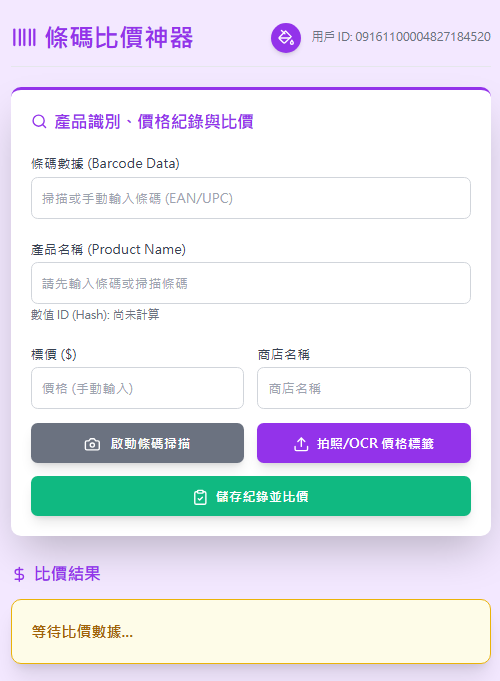 條碼比價神器
用戶 ID: 09161100004827184520
產品識別、價格紀錄與比價
條碼數據 (Barcode Data)
掃描或手動輸入條碼 (EAN/UPC)
產品名稱 (Product Name)
請先輸入條碼或掃描條碼
數值 ID (Hash): 尚未計算
標價 ($)
商店名稱
價格 (手動輸入)
商店名稱
啟動條碼掃描
拍照/OCR 價格標籤
儲存紀錄並比價
$ 比價結果
等待比價數據...